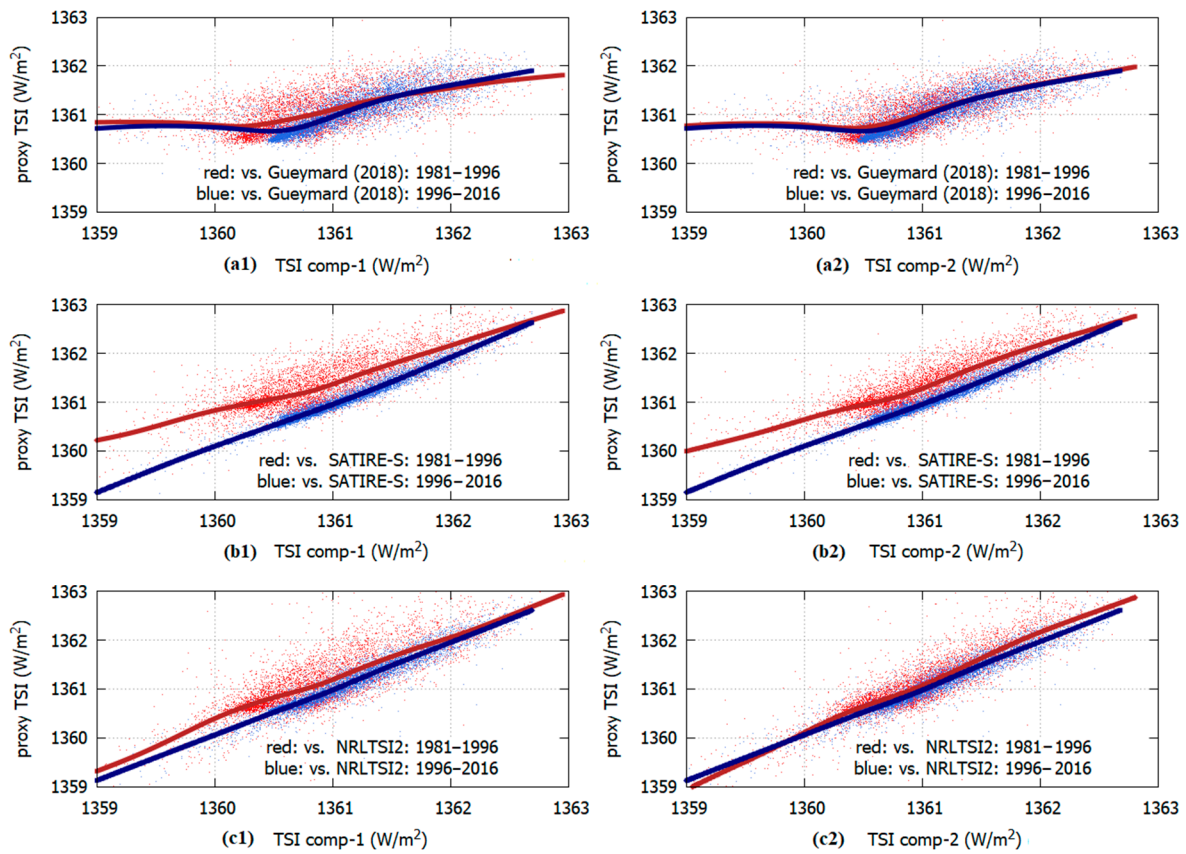 1363
1362
1361
1360
1359
proxy TSI (W/m²)
red: vs. Gueymard (2018): 1981–1996
blue: vs. Gueymard (2018): 1996–2016
1359 1360 1361 1362 1363
(a1) TSI comp-1 (W/m²)
1363
1362
1361
1360
1359
proxy TSI (W/m²)
red: vs. Gueymard (2018): 1981–1996
blue: vs. Gueymard (2018): 1996–2016
1359 1360 1361 1362 1363
(a2) TSI comp-2 (W/m²)
1363
1362
1361
1360
1359
proxy TSI (W/m²)
red: vs. SATIRE-S: 1981–1996
blue: vs. SATIRE-S: 1996–2016
1359 1360 1361 1362 1363
(b1) TSI comp-1 (W/m²)
1363
1362
1361
1360
1359
proxy TSI (W/m²)
red: vs. SATIRE-S: 1981–1996
blue: vs. SATIRE-S: 1996–2016
1359 1360 1361 1362 1363
(b2) TSI comp-2 (W/m²)
1363
1362
1361
1360
1359
proxy TSI (W/m²)
red: vs. NRLTSI2: 1981–1996
blue: vs. NRLTSI2: 1996–2016
1359 1360 1361 1362 1363
(c1) TSI comp-1 (W/m²)
1363
1362
1361
1360
1359
proxy TSI (W/m²)
red: vs. NRLTSI2: 1981–1996
blue: vs. NRLTSI2: 1996–2016
1359 1360 1361 1362 1363
(c2) TSI comp-2 (W/m²)